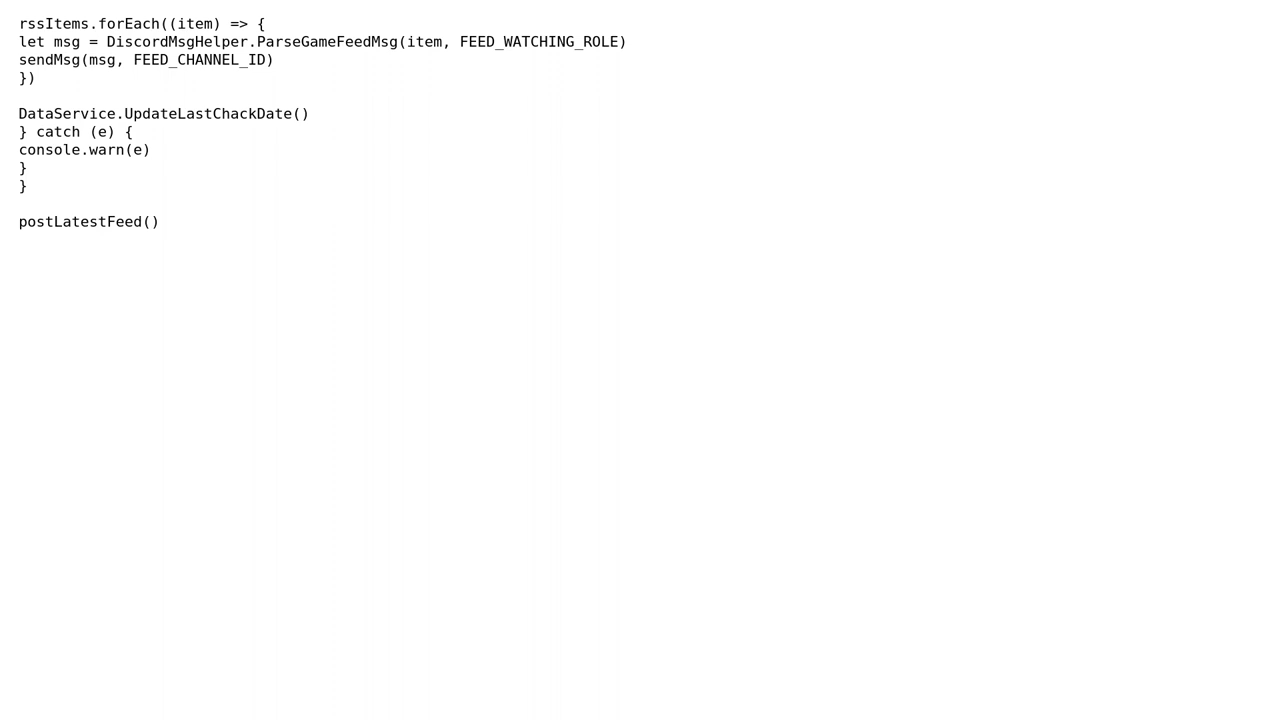 rssItems.forEach((item) => {
let msg = DiscordMsgHelper.ParseGameFeedMsg(item, FEED_WATCHING_ROLE)
sendMsg(msg, FEED_CHANNEL_ID)
})

DataService.UpdateLastChackDate()
} catch (e) {
console.warn(e)
}
}

postLatestFeed()